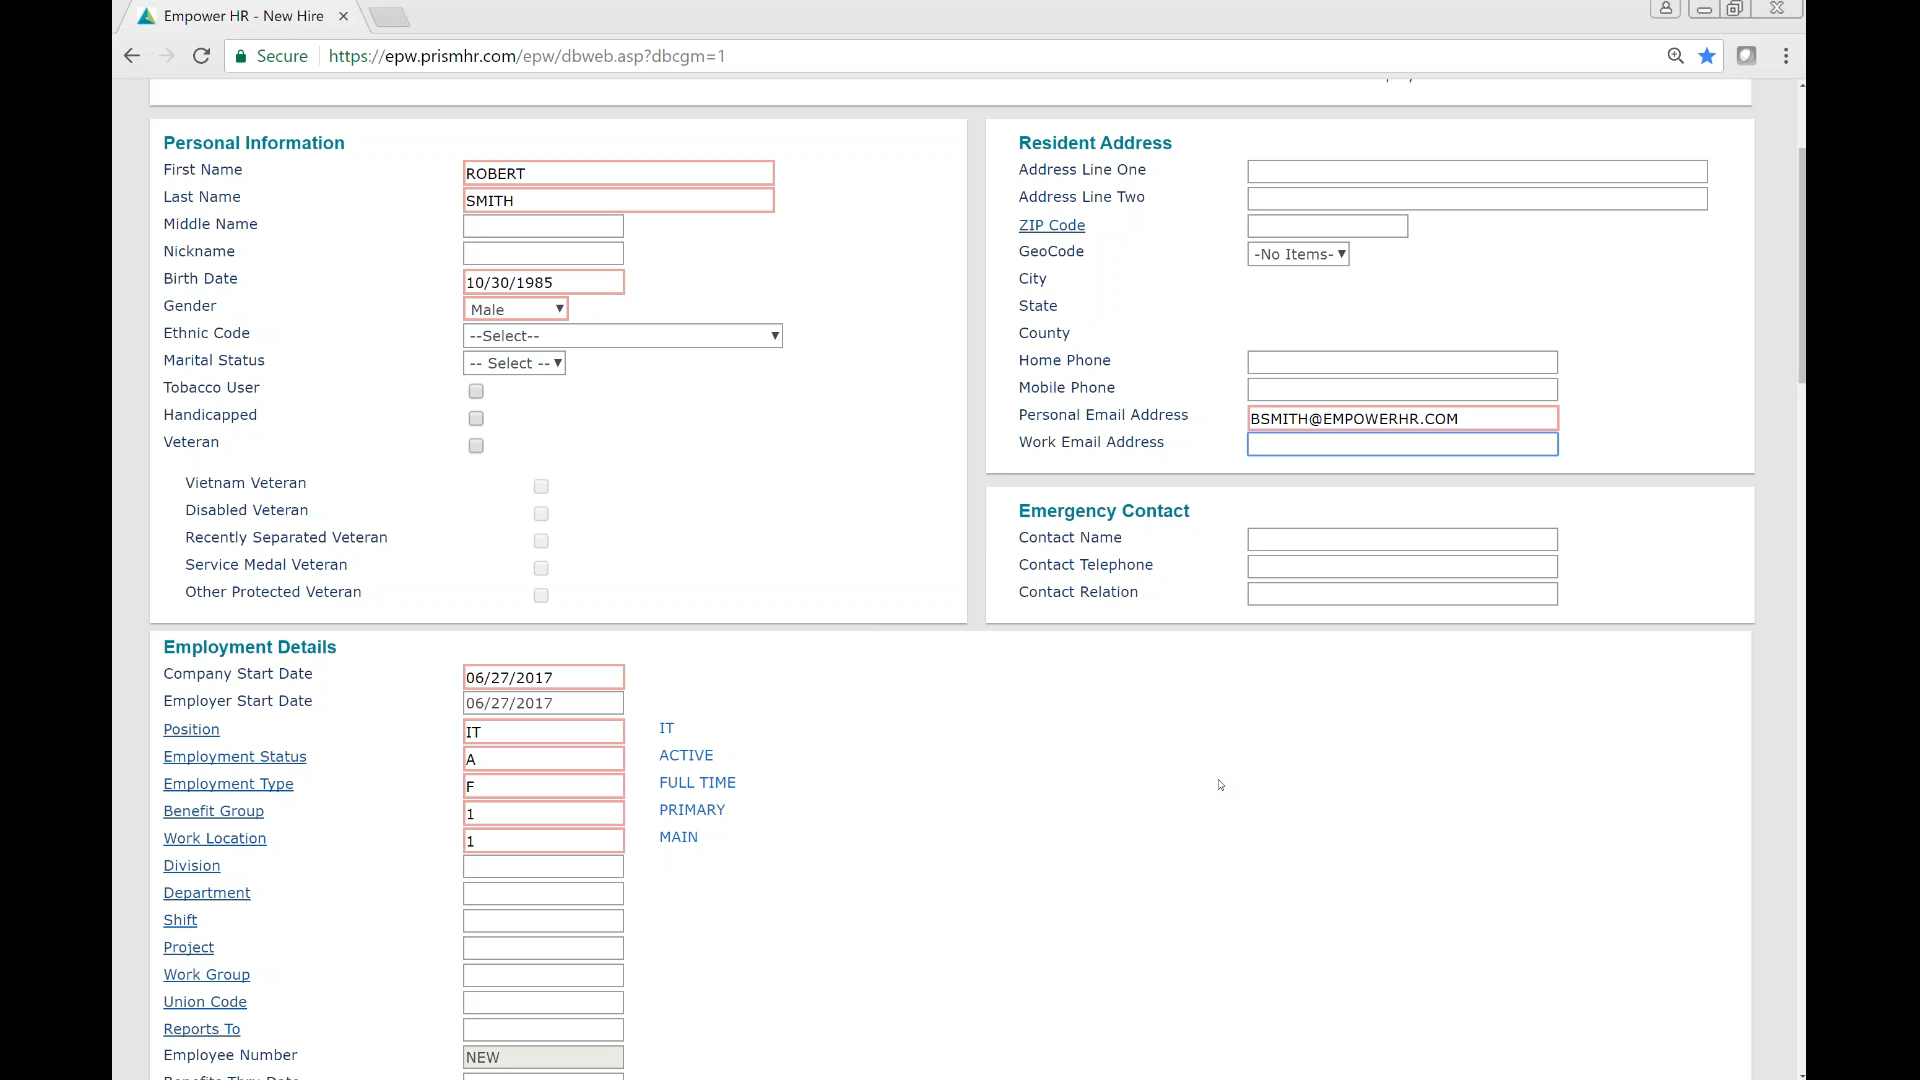 Empower HR - New Hire
Secure https://epw.prismhr.com/epw/dbweb.asp?dbcgm=1
Personal Information
First Name ROBERT
Last Name SMITH
Middle Name
Nickname
Birth Date 10/30/1985
Gender Male
Ethnic Code --Select--
Marital Status -- Select --
Tobacco User
Handicapped
Veteran
Vietnam Veteran
Disabled Veteran
Recently Separated Veteran
Service Medal Veteran
Other Protected Veteran
Resident Address
Address Line One
Address Line Two
ZIP Code
GeoCode -No Items-
City
State
County
Home Phone
Mobile Phone
Personal Email Address BSMITH@EMPOWERHR.COM
Work Email Address
Emergency Contact
Contact Name
Contact Telephone
Contact Relation
Employment Details
Company Start Date 06/27/2017
Employer Start Date 06/27/2017
Position IT IT
Employment Status A ACTIVE
Employment Type F FULL TIME
Benefit Group 1 PRIMARY
Work Location 1 MAIN
Division
Department
Shift
Project
Work Group
Union Code
Reports To
Employee Number NEW